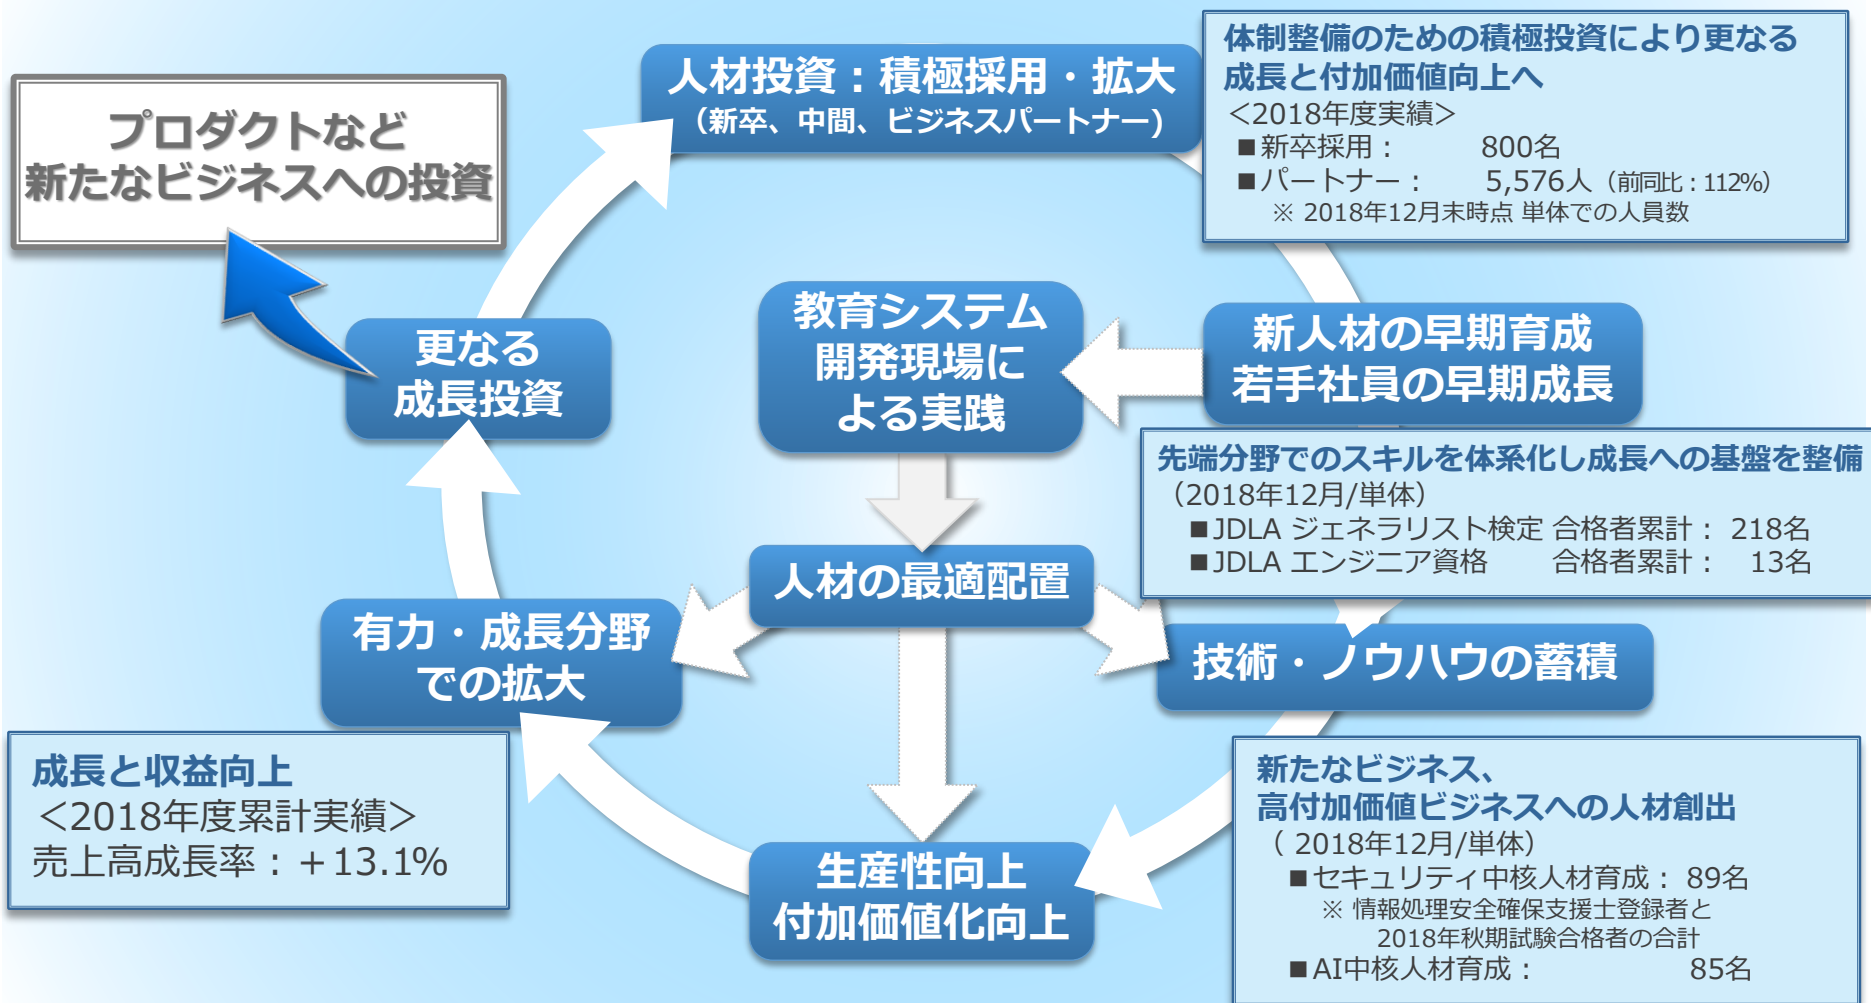 人材投資：積極採用・拡大
（新卒、中間、ビジネスパートナー）
体制整備のための積極投資により更なる
成長と付加価値向上へ
＜2018年度実績＞
■新卒採用： 800名
■パートナー： 5,576人（前同比：112%）
※ 2018年12月末時点 単体での人員数
プロダクトなど
新たなビジネスへの投資
更なる
成長投資
教育システム
開発現場に
よる実践
新人材の早期育成
若手社員の早期成長
先端分野でのスキルを体系化し成長への基盤を整備
（2018年12月/単体）
■JDLA ジェネラリスト検定 合格者累計： 218名
■JDLA エンジニア資格 合格者累計： 13名
人材の最適配置
有力・成長分野
での拡大
技術・ノウハウの蓄積
成長と収益向上
＜2018年度累計実績＞
売上高成長率：＋13.1%
生産性向上
付加価値化向上
新たなビジネス、
高付加価値ビジネスへの人材創出
（ 2018年12月/単体）
■セキュリティ中核人材育成： 89名
※ 情報処理安全確保支援士登録者と
2018年秋期試験合格者の合計
■AI中核人材育成： 85名